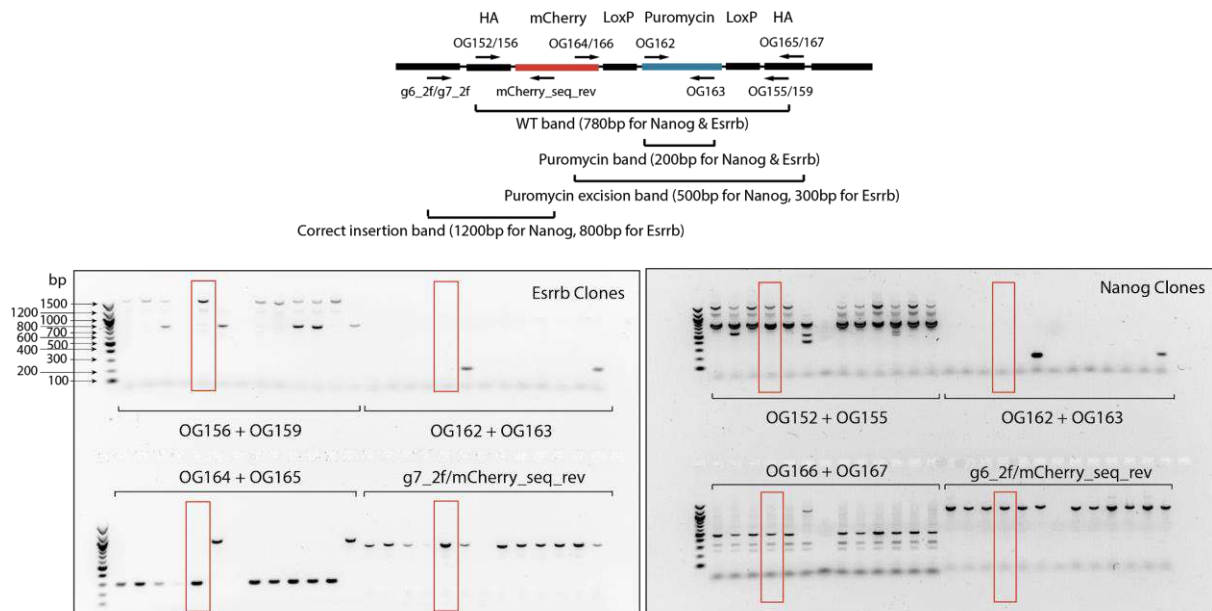 HA mCherry LoxP Puromycin LoxP HA
OG152/156 OG164/166 OG162 OG165/167
g6_2f/g7_2f mCherry_seq_rev OG163 OG155/159
WT band (780bp for Nanog & Esrrb)
Puromycin band (200bp for Nanog & Esrrb)
Puromycin excision band (500bp for Nanog, 300bp for Esrrb)
Correct insertion band (1200bp for Nanog, 800bp for Esrrb)
bp
Esrrb Clones
1500
1200
1000
800
700
600
500
400
300
200
100
OG156 + OG159 OG162 + OG163
OG164 + OG165 g7_2f/mCherry_seq_rev
Nanog Clones
OG152 + OG155 OG162 + OG163
OG166 + OG167 g6_2f/mCherry_seq_rev